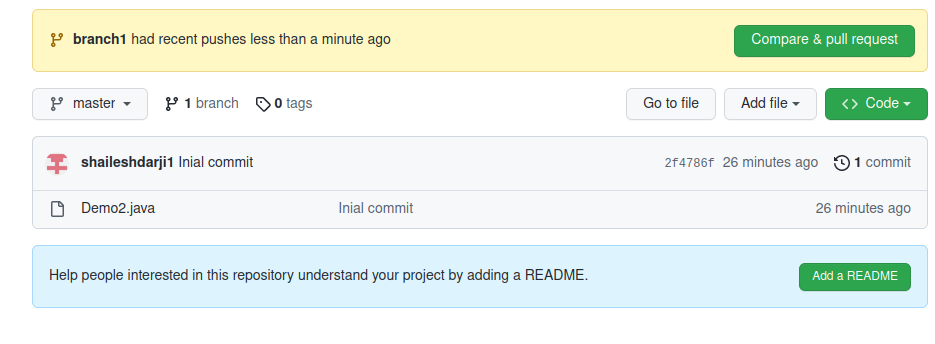 branch1 had recent pushes less than a minute ago
Compare & pull request
master 1 branch 0 tags Go to file Add file Code
shaileshdarji1 Inial commit 2f4786f 26 minutes ago 1 commit
Demo2.java Inial commit 26 minutes ago
Help people interested in this repository understand your project by adding a README.
Add a README